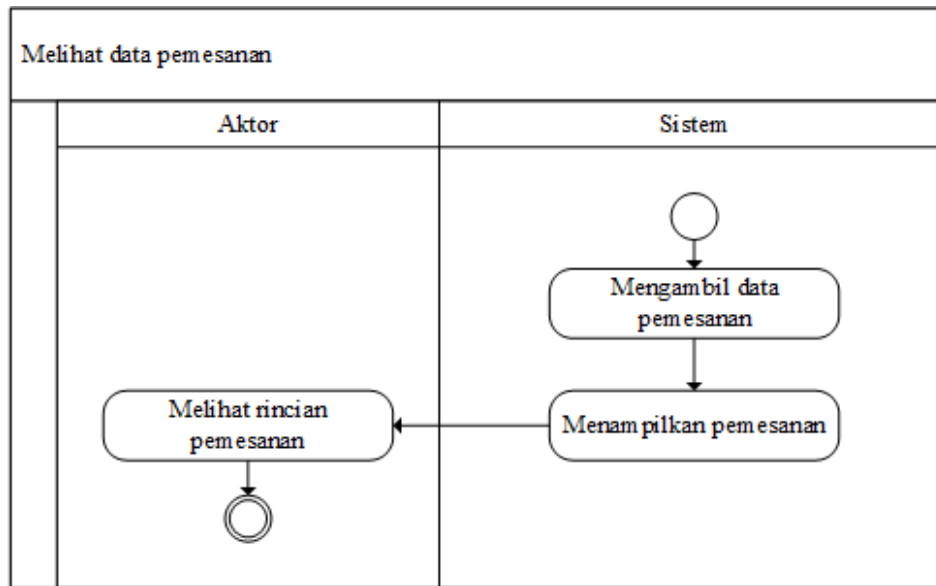 Melihat data pemesanan
Aktor
Sistem
Mengambil data
pemesanan
Melihat rincian
pemesanan
Menampilkan pemesanan